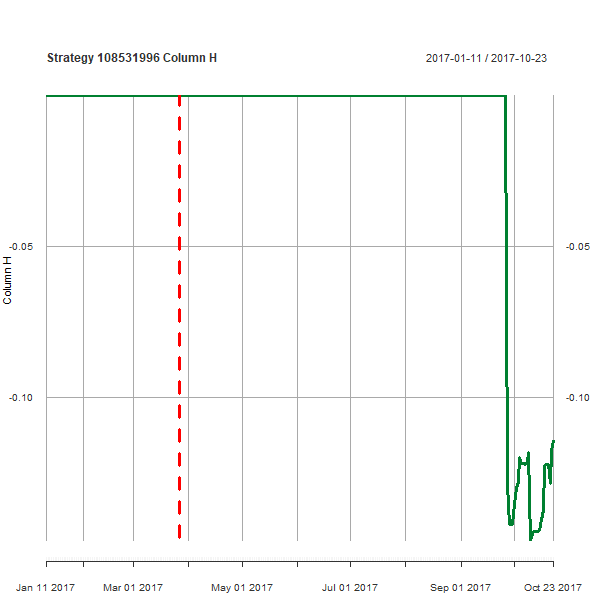 Strategy 108531996 Column H
2017-01-11 / 2017-10-23
-0.05
-0.05
Column H
-0.10
-0.10
Jan 11 2017
Mar 01 2017
May 01 2017
Jul 01 2017
Sep 01 2017
Oct 23 2017